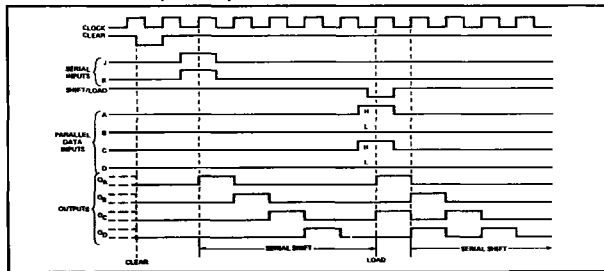 CLOCK
CLEAR
SERIAL INPUTS
J
K
SHIFT/LOAD
PARALLEL DATA INPUTS
A
H
B
L
C
H
D
L
OUTPUTS
QA
QB
QC
QD
SERIAL SHIFT
SERIAL SHIFT
CLEAR
LOAD